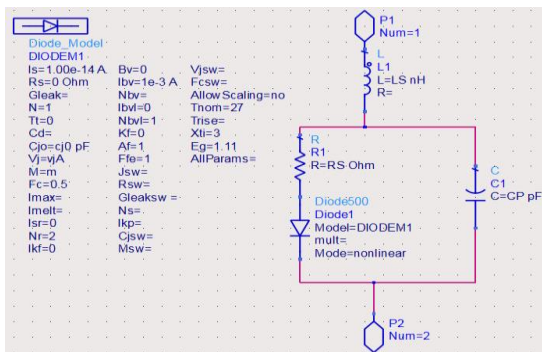 Diode_Model
DIODEM1
Is=1.00e-14 A
Rs=0 Ohm
Gleak=
N=1
Tt=0
Cd=
Cjo=cj0 pF
Vj=vjA
M=m
Fc=0.5
Imax=
Imelt=
Isr=0
Nr=2
Ikf=0
Bv=0
Ibv=1e-3 A
Nbv=
Ibvl=0
Nbvl=1
Kf=0
Af=1
Ffe=1
Jsw=
Rsw=
Gleaksw =
Ns=
Ikp=
Cjsw=
Msw=
Vjsw=
Fcsw=
AllowScaling=no
Thom=27
Trise=
Xti=3
Eg=1.11
AllParams=
P1
Num=1
L
L1
L=LS nH
R=
R
R1
R=RS Ohm
Diode500
Diode1
Model=DIODEM1
mult=
Mode=nonlinear
C
C1
C=CP pF
P2
Num=2